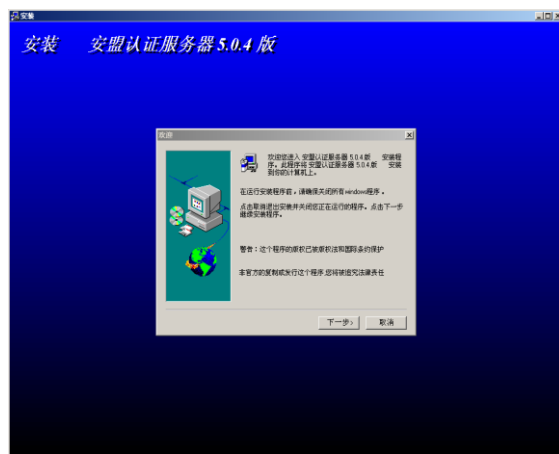 安装
安装 安盟认证服务器 5.0.4 版
欢迎
欢迎您进入 安盟认证服务器 5.0.4版 安装程
序。此程序将 安盟认证服务器 5.0.4版 安装
到你的计算机上。
在运行安装程序前，请确保关闭所有windows程序 。
点击取消退出安装并关闭您正在运行的程序。点击下一步
继续安装程序。
警告：这个程序的版权已被版权法和国际条约保护
未官方的复制或发行这个程序,您将被追究法律责任
下一步>
取消